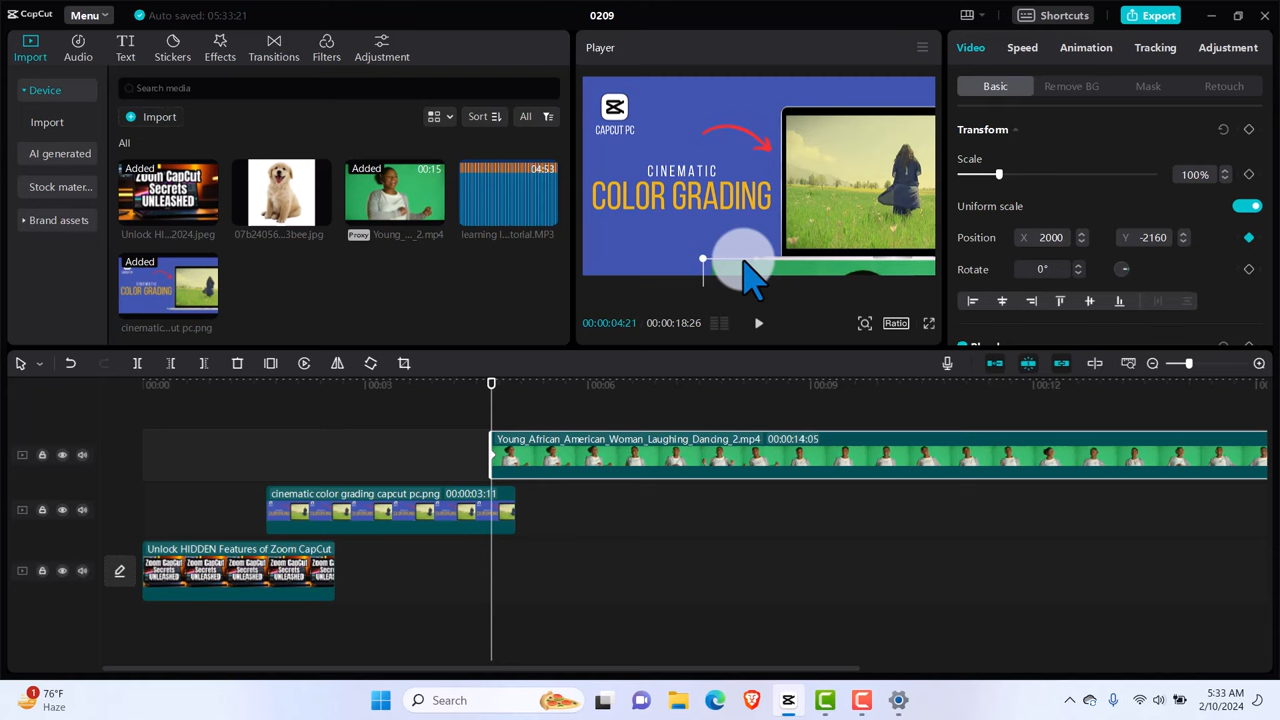 CapCut
Menu
Auto saved: 05:33:21
0209
Shortcuts
Export
Import
Audio
Text
Stickers
Effects
Transitions
Filters
Adjustment
Device
Import
AI generated
Stock mater...
Brand assets
Search media
Import
Sort
All
All
Added
Zoom CapCut
Secrets
UNLEASHED
Unlock HI...2024.jpeg
07b24056...3bee.jpg
Added
00:15
Proxy
Young_..._2.mp4
04:53
learning l...torial.MP3
Added
COLOR GRADING
cinematic...ut pc.png
Player
CAPCUT PC
CINEMATIC
COLOR GRADING
00:00:04:21
00:00:18:26
Ratio
Video
Speed
Animation
Tracking
Adjustment
Basic
Remove BG
Mask
Retouch
Transform
Scale
100%
Uniform scale
Position
X
2000
Y
-2160
Rotate
0°
00:00
00:03
00:06
00:09
00:12
Young_African_American_Woman_Laughing_Dancing_2.mp4 00:00:14:05
cinematic color grading capcut pc.png 00:00:03:11
Unlock HIDDEN Features of Zoom CapCut
Zoom CapCut
Secrets
UNLEASHED
1
76°F
Haze
Search
5:33 AM
2/10/2024